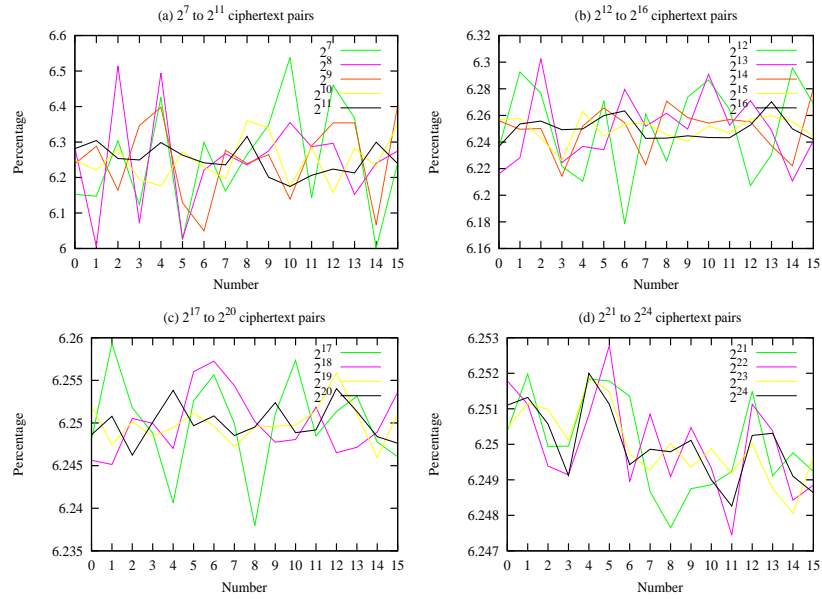 (a) 2^7 to 2^11 ciphertext pairs
6.6
6.5
6.4
6.3
6.2
6.1
6
Percentage
2^7
2^8
2^9
2^10
2^11
0 1 2 3 4 5 6 7 8 9 10 11 12 13 14 15
Number
(b) 2^12 to 2^16 ciphertext pairs
6.32
6.3
6.28
6.26
6.24
6.22
6.2
6.18
6.16
Percentage
2^12
2^13
2^14
2^15
2^16
0 1 2 3 4 5 6 7 8 9 10 11 12 13 14 15
Number
(c) 2^17 to 2^20 ciphertext pairs
6.26
6.255
6.25
6.245
6.24
6.235
Percentage
2^17
2^18
2^19
2^20
0 1 2 3 4 5 6 7 8 9 10 11 12 13 14 15
Number
(d) 2^21 to 2^24 ciphertext pairs
6.253
6.252
6.251
6.25
6.249
6.248
6.247
Percentage
2^21
2^22
2^23
2^24
0 1 2 3 4 5 6 7 8 9 10 11 12 13 14 15
Number